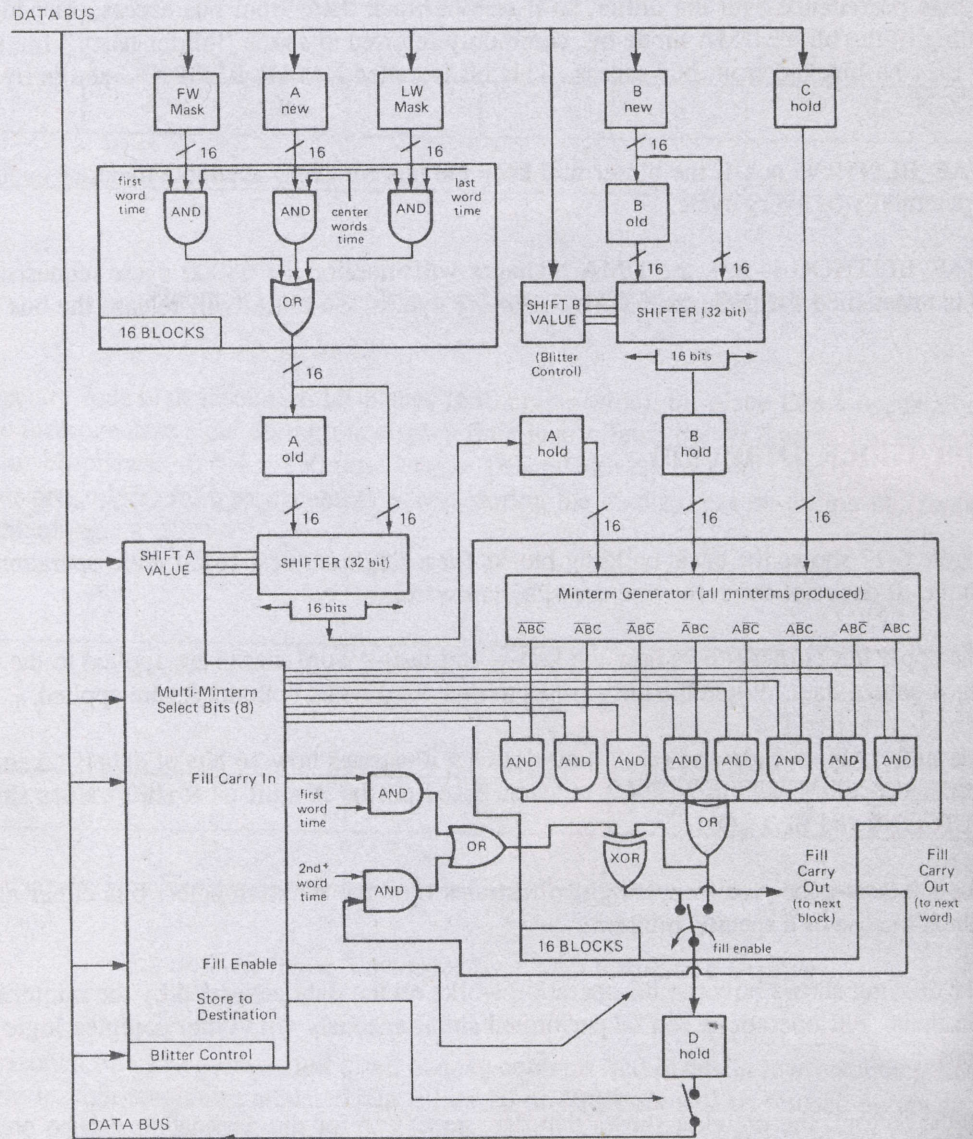 DATA BUS
FW Mask
A new
LW Mask
B new
C hold
16
16
16
16
first word time
AND
AND
center words time
AND
last word time
B old
16
16
OR
16 BLOCKS
SHIFT B VALUE
SHIFTER (32 bit)
(Blitter Control)
16 bits
16
A old
A hold
B hold
16
16
16
16
16
SHIFT A VALUE
SHIFTER (32 bit)
16 bits
Minterm Generator (all minterms produced)
A̅B̅C̅ A̅B̅C A̅BC̅ A̅BC AB̅C̅ AB̅C ABC̅ ABC
Multi-Minterm Select Bits (8)
AND AND AND AND AND AND AND AND
Fill Carry In
first word time
AND
OR
OR
XOR
2nd+ word time
AND
Fill Carry Out (to next block)
Fill Carry Out (to next word)
16 BLOCKS
fill enable
Fill Enable
Store to Destination
Blitter Control
D hold
DATA BUS